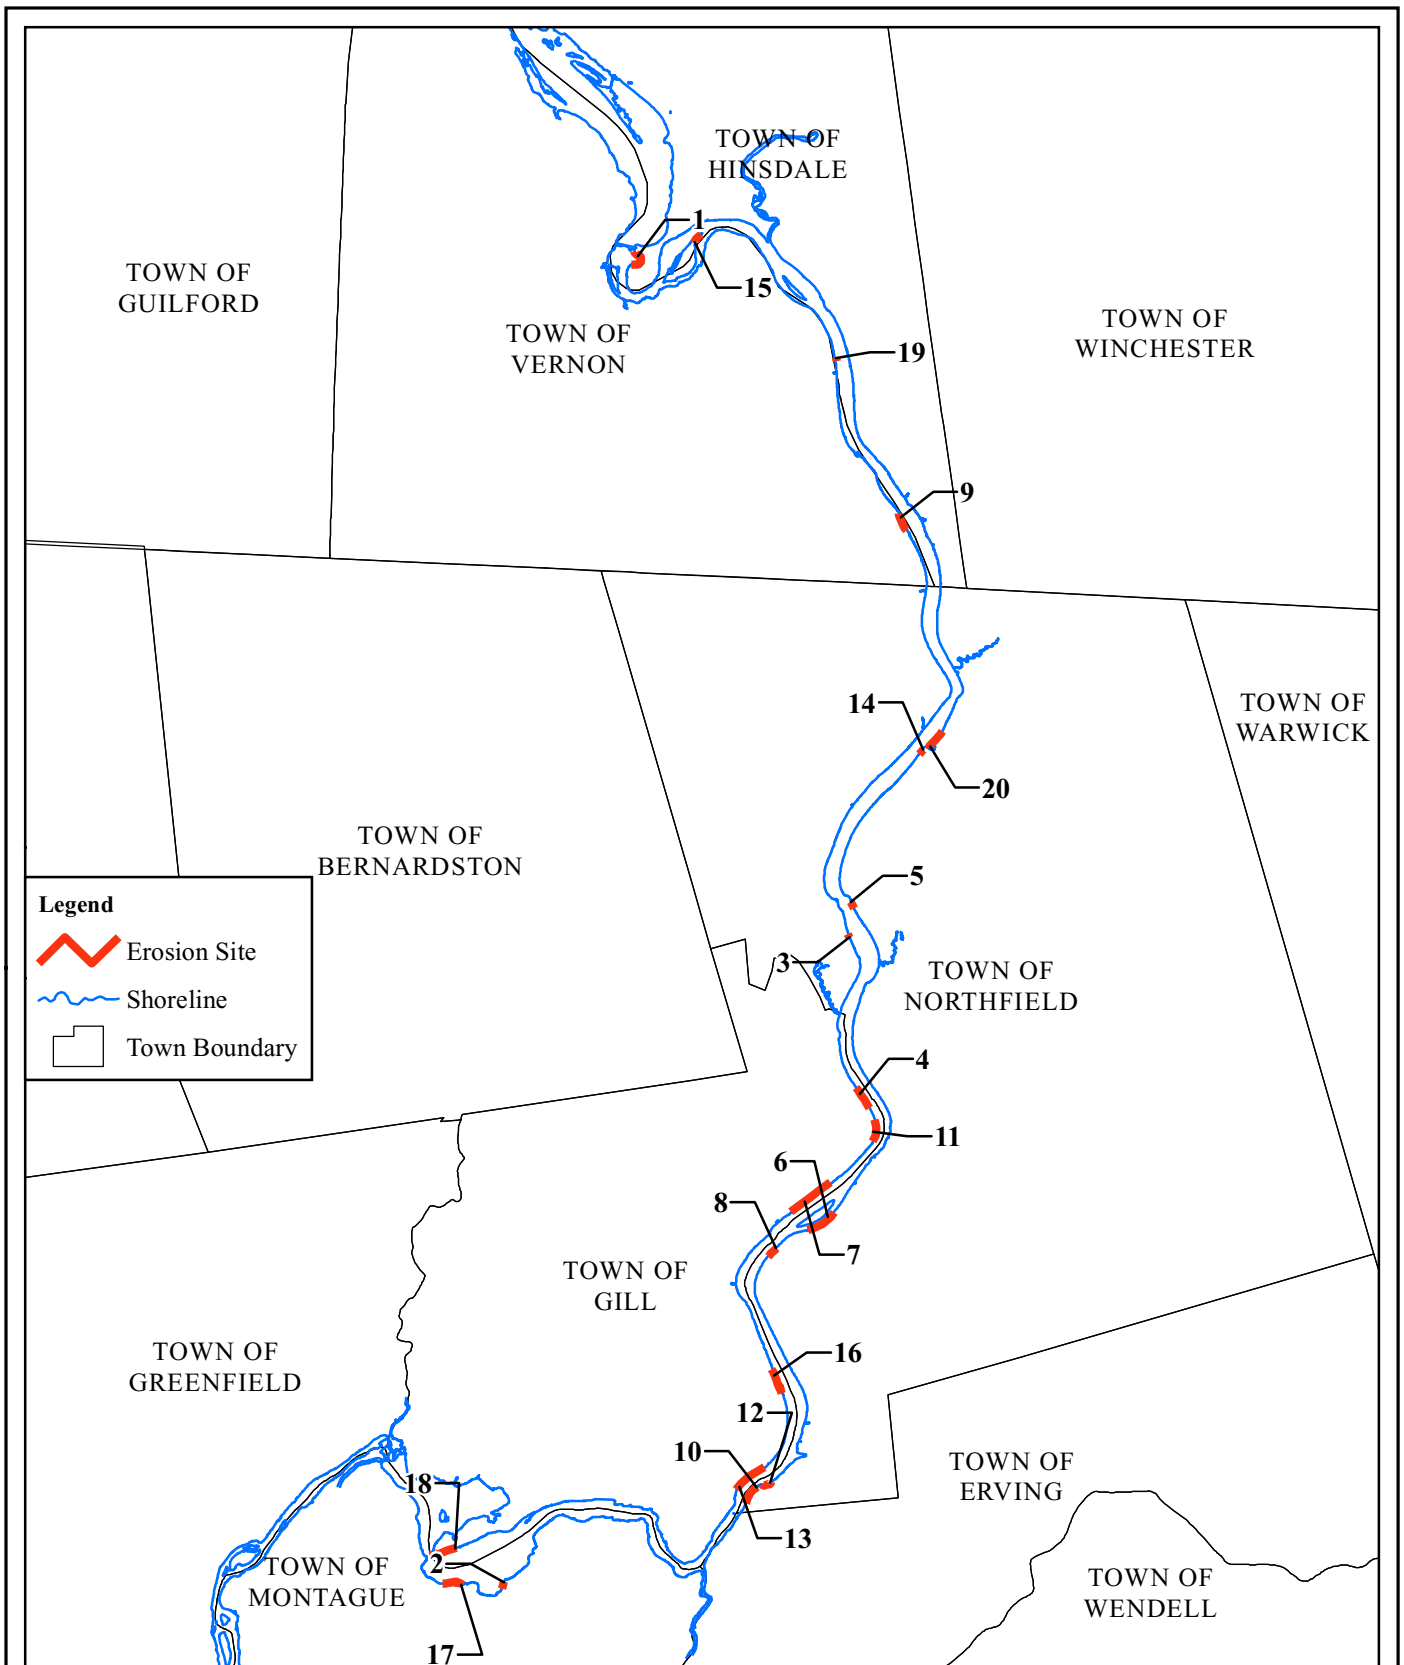 TOWN OF
HINSDALE
1
TOWN OF
GUILFORD
15
TOWN OF
VERNON
TOWN OF
WINCHESTER
19
9
14
TOWN OF
WARWICK
20
TOWN OF
BERNARDSTON
5
Legend
Erosion Site
Shoreline
Town Boundary
3
TOWN OF
NORTHFIELD
4
11
6
8
7
TOWN OF
GILL
TOWN OF
GREENFIELD
16
12
10
TOWN OF
ERVING
18
13
2
TOWN OF
MONTAGUE
TOWN OF
WENDELL
17